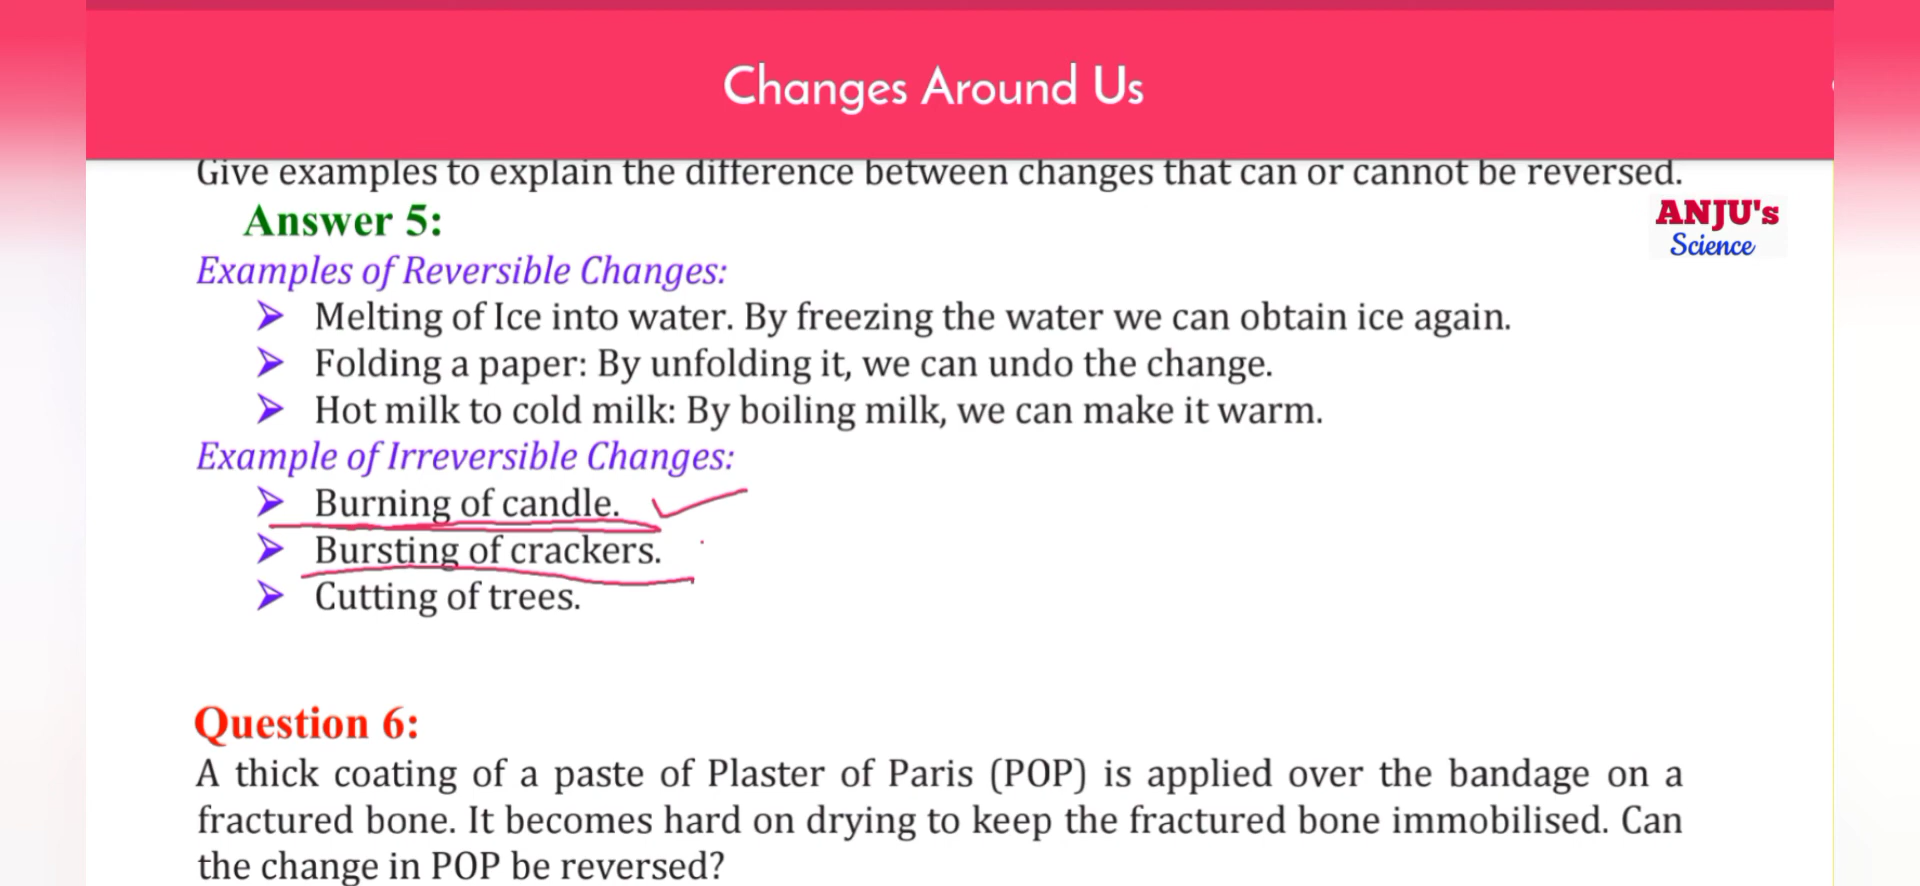 Changes Around Us
Give examples to explain the difference between changes that can or cannot be reversed.
Answer 5:
ANJU's
Science
Examples of Reversible Changes:
Melting of Ice into water. By freezing the water we can obtain ice again.
Folding a paper: By unfolding it, we can undo the change.
Hot milk to cold milk: By boiling milk, we can make it warm.
Example of Irreversible Changes:
Burning of candle.
Bursting of crackers.
Cutting of trees.
Question 6:
A thick coating of a paste of Plaster of Paris (POP) is applied over the bandage on a
fractured bone. It becomes hard on drying to keep the fractured bone immobilised. Can
the change in POP be reversed?